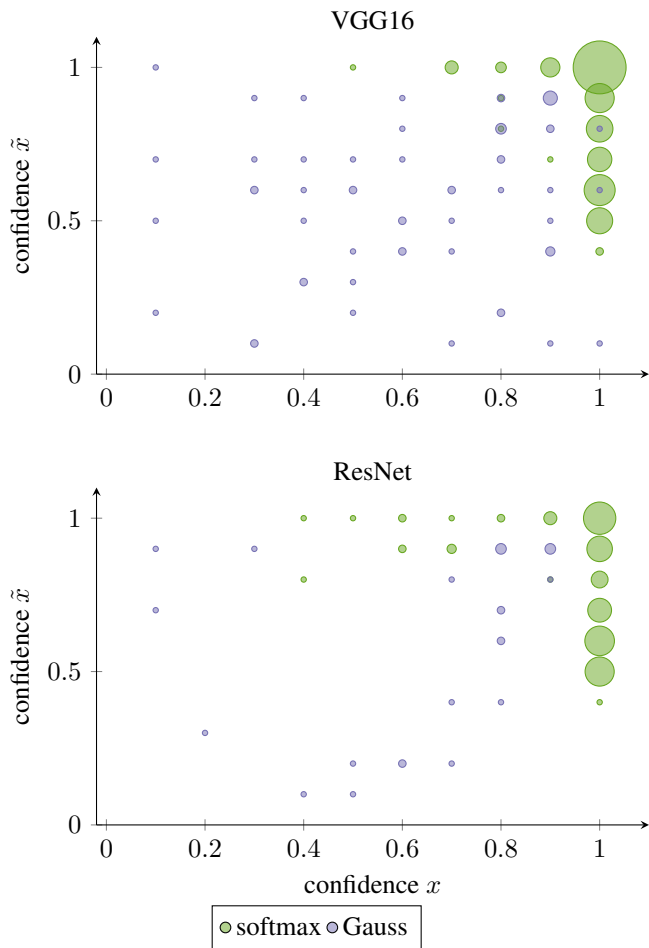 VGG16
1
0.5
0
confidence x̃
0 0.2 0.4 0.6 0.8 1
ResNet
1
0.5
0
confidence x̃
0 0.2 0.4 0.6 0.8 1
confidence x
softmax Gauss